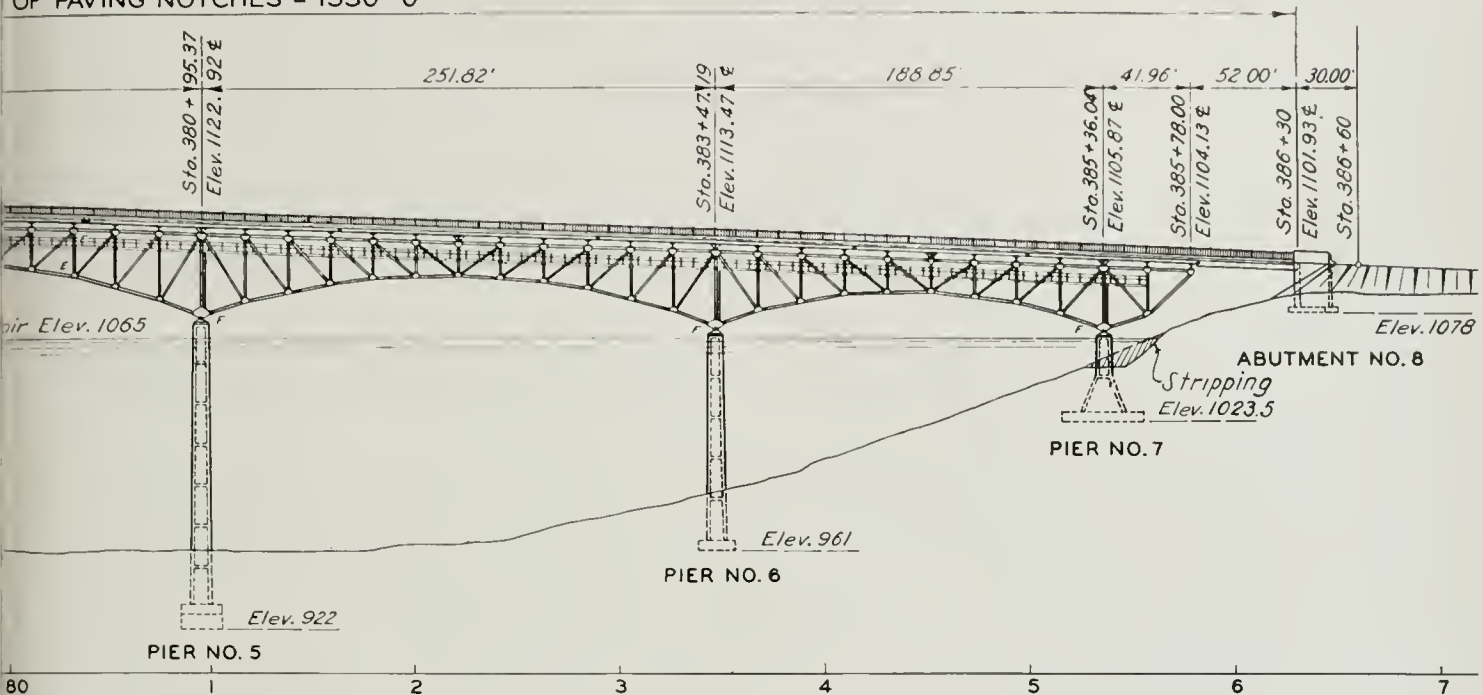 OF PAVING NOTCHES = 1330'-0"
Sta. 380 + 95.37
Elev. 1122.92 ℄
251.82'
Sta. 383+47.19
Elev. 1113.47 ℄
188.85'
Sta. 385+36.04
Elev. 1105.87 ℄
41.96'
Sta. 385+78.00
Elev. 1104.13 ℄
52.00'
Sta. 386+30
Elev. 1101.93 ℄
30.00'
Sta. 386+60
E
F
F
F
oir Elev. 1065
Elev. 1078
ABUTMENT NO. 8
Stripping
Elev. 1023.5
PIER NO. 7
Elev. 961
PIER NO. 6
Elev. 922
PIER NO. 5
80 1 2 3 4 5 6 7